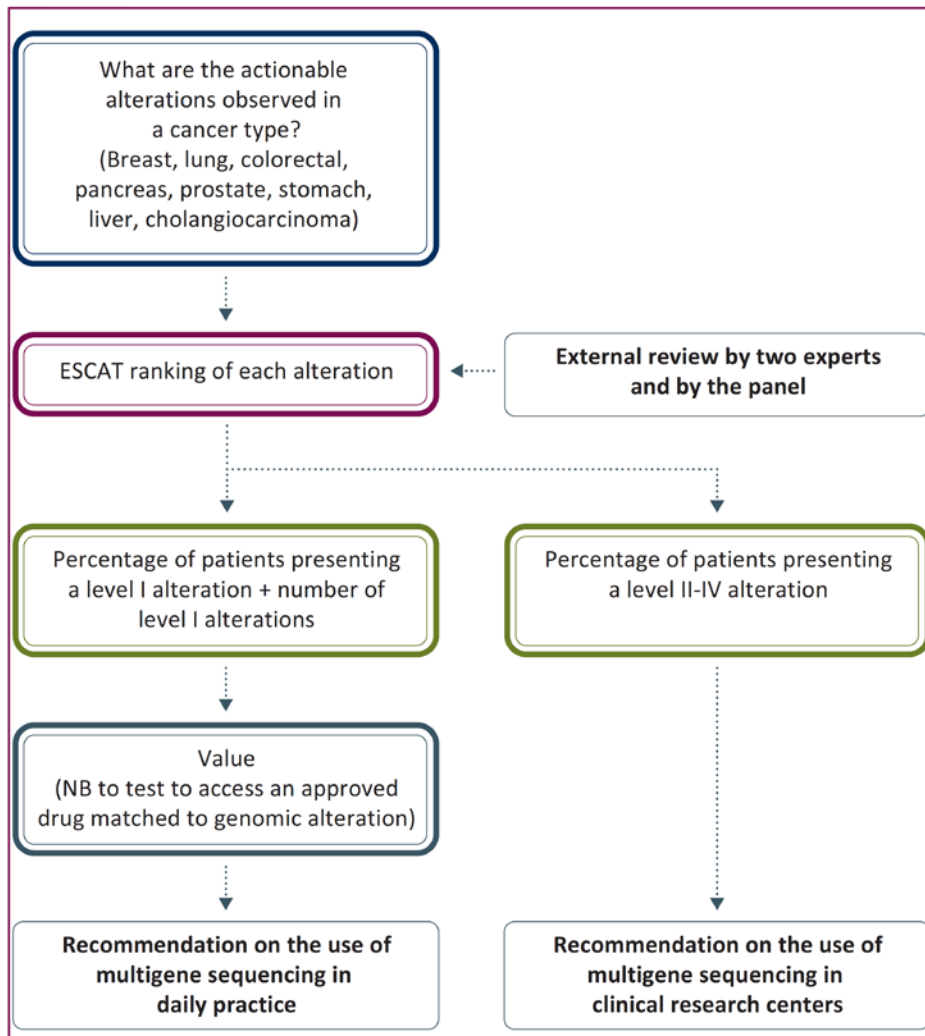 What are the actionable
alterations observed in
a cancer type?
(Breast, lung, colorectal,
pancreas, prostate, stomach,
liver, cholangiocarcinoma)
ESCAT ranking of each alteration
External review by two experts
and by the panel
Percentage of patients presenting
a level I alteration + number of
level I alterations
Percentage of patients presenting
a level II-IV alteration
Value
(NB to test to access an approved
drug matched to genomic alteration)
Recommendation on the use of
multigene sequencing in
daily practice
Recommendation on the use of
multigene sequencing in
clinical research centers